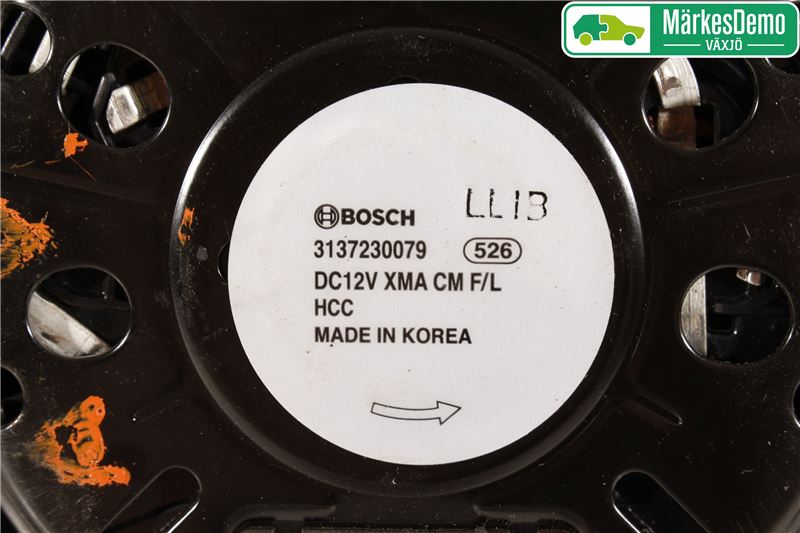 MärkesDemo
VÄXJÖ
LL13
BOSCH
3137230079 526
DC12V XMA CM F/L
HCC
MADE IN KOREA